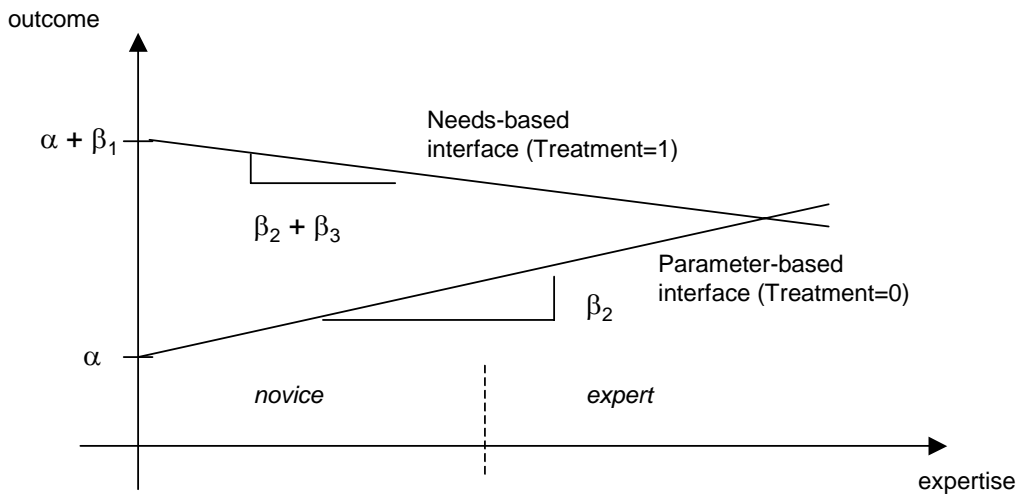 outcome
Needs-based
interface (Treatment=1)
α + β₁
β₂ + β₃
Parameter-based
interface (Treatment=0)
β₂
α
novice
expert
expertise